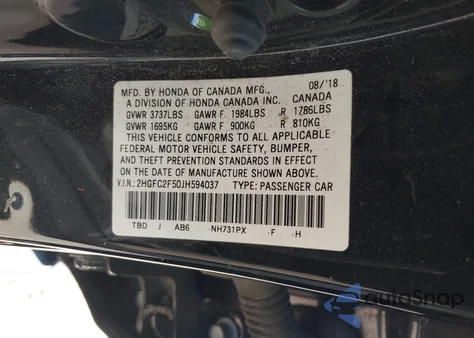 MFD. BY HONDA OF CANADA MFG., 08/'18
A DIVISION OF HONDA CANADA INC. CANADA
GVWR 3737LBS GAWR F. 1984LBS R 1786LBS
GVWR 1695KG GAWR F 900KG R 810KG
THIS VEHICLE CONFORMS TO ALL APPLICABLE
FEDERAL MOTOR VEHICLE SAFETY, BUMPER,
AND THEFT PREVENTION STANDARDS IN EFFECT
ON THE DATE OF MANUFACTURE SHOWN ABOVE.
V.I.N.: 2HGFC2F50JH594037 TYPE: PASSENGER CAR
TBD J AB6 -NH731PX -F -H
autoSnap